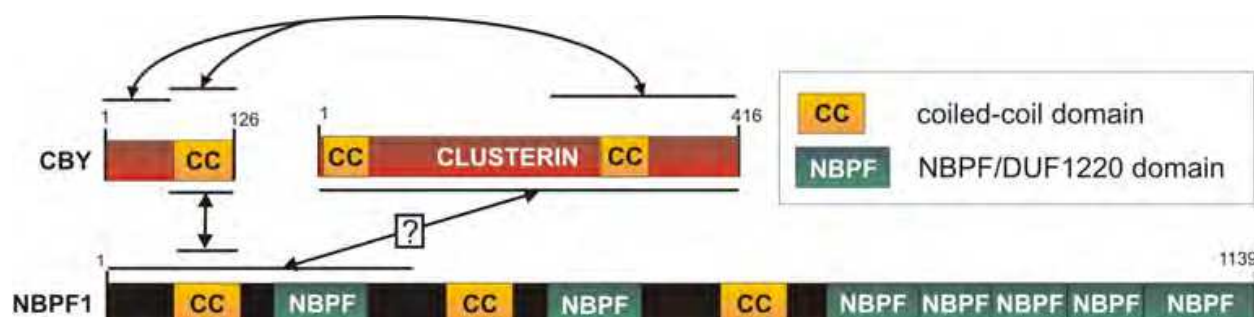 1 126 1 416
CBY CC CC CLUSTERIN CC
CC coiled-coil domain
NBPF NBPF/DUF1220 domain
?
1 1139
NBPF1 CC NBPF CC NBPF CC NBPF NBPF NBPF NBPF NBPF